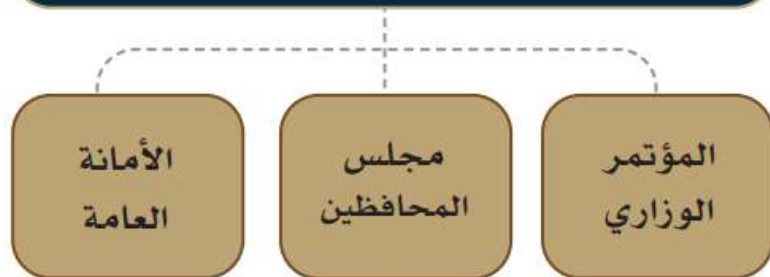 المؤتمر
الوزاري
مجلس
المحافظين
الأمانة
العامة